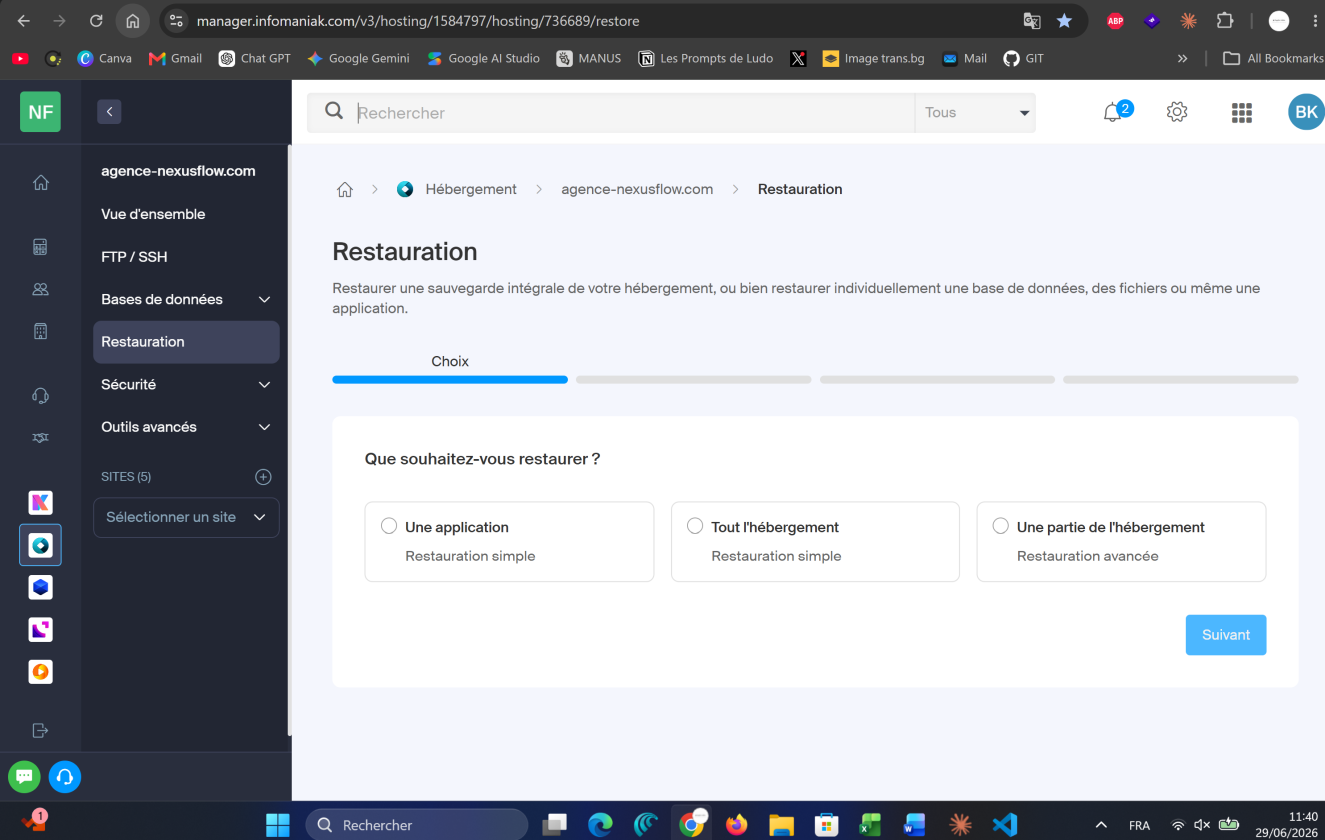 manager.infomaniak.com/v3/hosting/1584797/hosting/736689/restore
ABP
Canva
Gmail
Chat GPT
Google Gemini
Google AI Studio
MANUS
Les Prompts de Ludo
Image trans.bg
Mail
GIT
All Bookmarks
NF
Rechercher
Tous
2
BK
agence-nexusflow.com
Vue d'ensemble
FTP / SSH
Bases de données
Restauration
Sécurité
Outils avancés
SITES (5)
Sélectionner un site
Hébergement
agence-nexusflow.com
Restauration
Restauration
Restaurer une sauvegarde intégrale de votre hébergement, ou bien restaurer individuellement une base de données, des fichiers ou même une
application.
Choix
Que souhaitez-vous restaurer ?
Une application
Restauration simple
Tout l'hébergement
Restauration simple
Une partie de l'hébergement
Restauration avancée
Suivant
1
Rechercher
FRA
11:40
29/06/2026